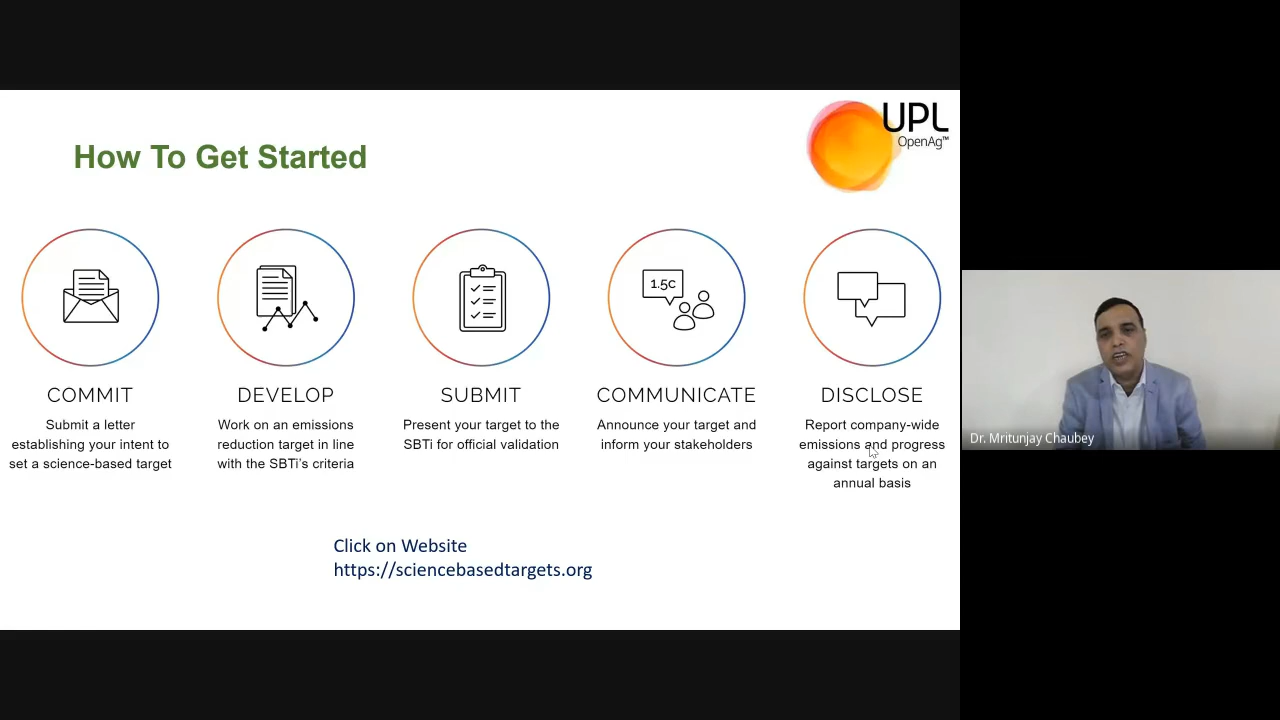 UPL
OpenAg™
How To Get Started
1.5c
COMMIT
Submit a letter
establishing your intent to
set a science-based target
DEVELOP
Work on an emissions
reduction target in line
with the SBTi's criteria
SUBMIT
Present your target to the
SBTi for official validation
COMMUNICATE
Announce your target and
inform your stakeholders
DISCLOSE
Report company-wide
emissions and progress
against targets on an
annual basis
Click on Website
https://sciencebasedtargets.org
Dr. Mritunjay Chaubey